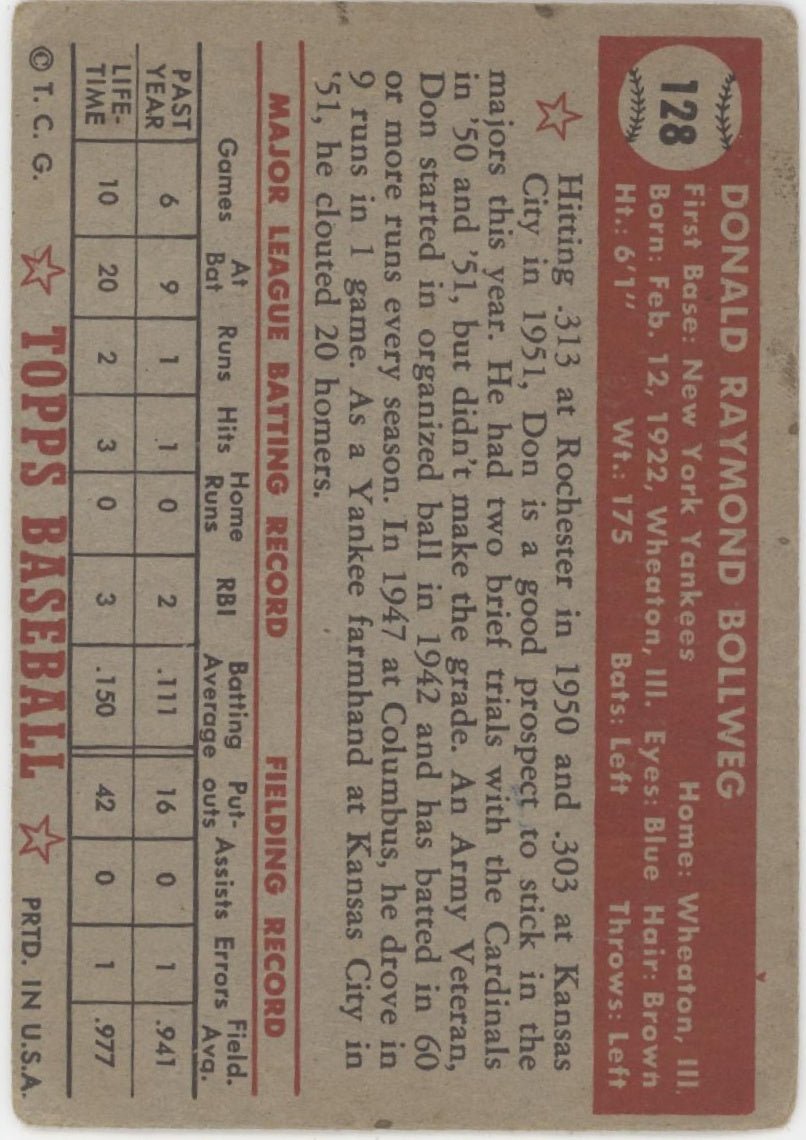 128
DONALD RAYMOND BOLLWEG
First Base: New York Yankees Home: Wheaton, Ill.
Born: Feb. 12, 1922, Wheaton, Ill. Eyes: Blue Hair: Brown
Ht.: 6'1" Wt.: 175 Bats: Left Throws: Left
Hitting .313 at Rochester in 1950 and .303 at Kansas
City in 1951, Don is a good prospect to stick in the
majors this year. He had two brief trials with the Cardinals
in '50 and '51, but didn't make the grade. An Army Veteran,
Don started in organized ball in 1942 and has batted in 60
or more runs every season. In 1947 at Columbus, he drove in
9 runs in 1 game. As a Yankee farmhand at Kansas City in
'51, he clouted 20 homers.
MAJOR LEAGUE BATTING RECORD FIELDING RECORD
Games At Bat Runs Hits Home Runs RBI Batting Average Put-outs Assists Errors Field. Avg.
PAST YEAR 6 9 1 1 0 2 .111 16 0 1 .941
LIFE-TIME 10 20 2 3 0 3 .150 42 0 1 .977
© T. C. G. TOPPS BASEBALL PRTD. IN U.S.A.